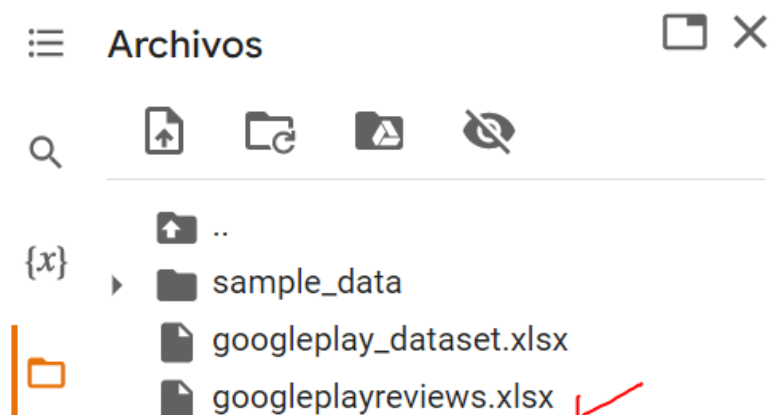 Archivos
..
{x}
sample_data
googleplay_dataset.xlsx
googleplayreviews.xlsx